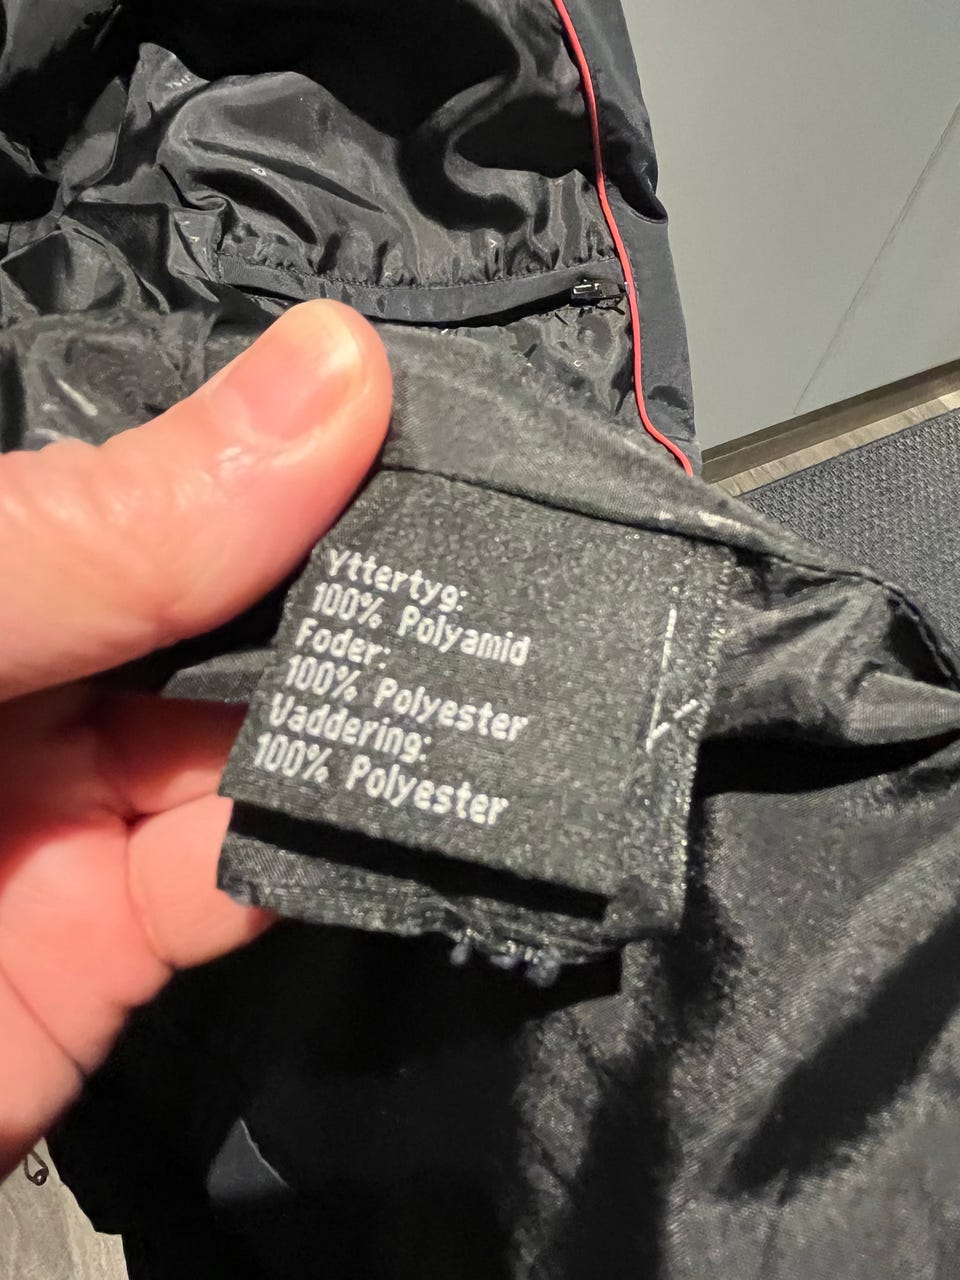 Yttertyg:
100% Polyamid
Foder:
100% Polyester
Vaddering:
100% Polyester